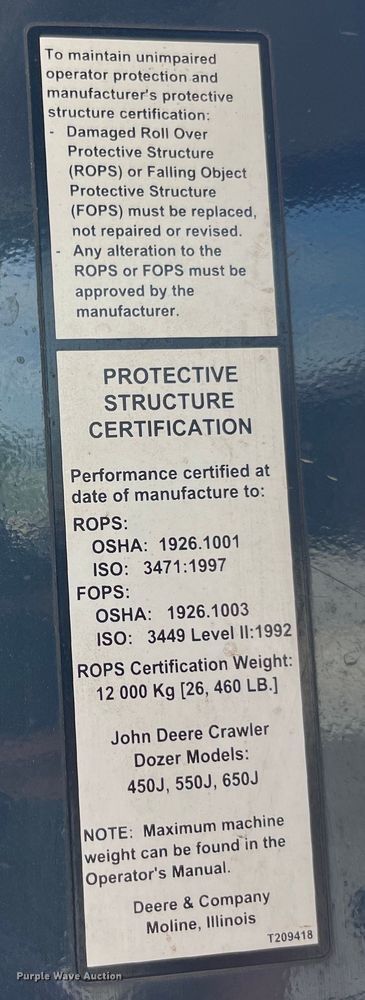 To maintain unimpaired
operator protection and
manufacturer's protective
structure certification:
- Damaged Roll Over
Protective Structure
(ROPS) or Falling Object
Protective Structure
(FOPS) must be replaced,
not repaired or revised.
- Any alteration to the
ROPS or FOPS must be
approved by the
manufacturer.
PROTECTIVE
STRUCTURE
CERTIFICATION
Performance certified at
date of manufacture to:
ROPS:
OSHA: 1926.1001
ISO: 3471:1997
FOPS:
OSHA: 1926.1003
ISO: 3449 Level II:1992
ROPS Certification Weight:
12 000 Kg [26, 460 LB.]
John Deere Crawler
Dozer Models:
450J, 550J, 650J
NOTE: Maximum machine
weight can be found in the
Operator's Manual.
Deere & Company
Moline, Illinois
T209418
Purple Wave Auction